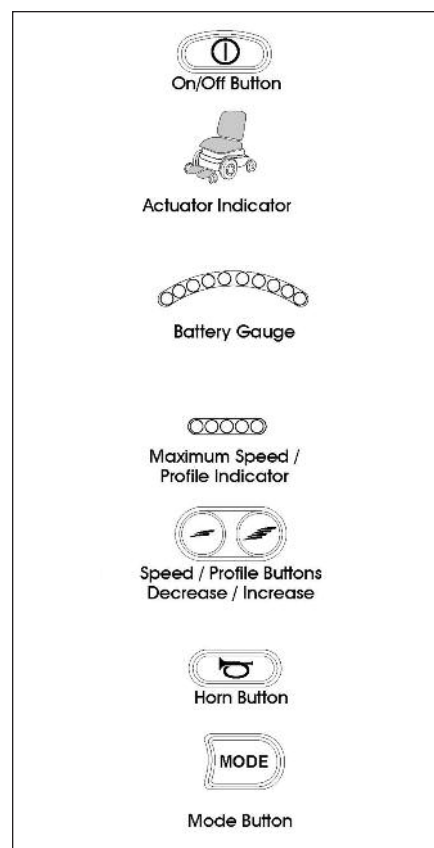 On/Off Button
Actuator Indicator
Battery Gauge
Maximum Speed /
Profile Indicator
Speed / Profile Buttons
Decrease / Increase
Horn Button
MODE
Mode Button